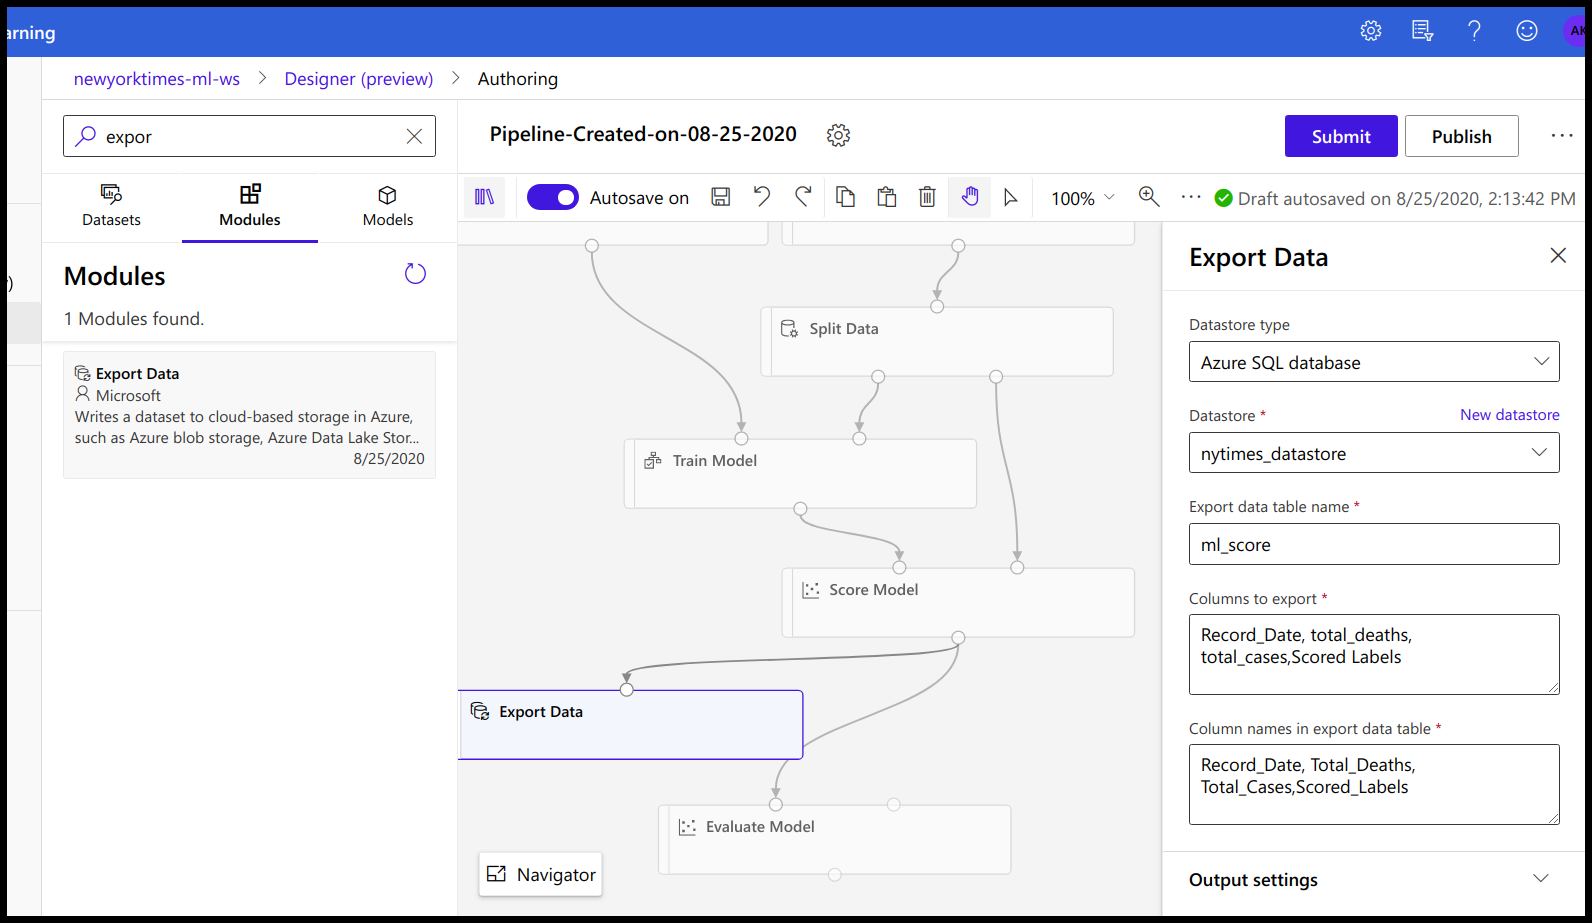 arning
AK
newyorktimes-ml-ws > Designer (preview) > Authoring
expor
Datasets
Modules
Models
Modules
1 Modules found.
Export Data
Microsoft
Writes a dataset to cloud-based storage in Azure,
such as Azure blob storage, Azure Data Lake Stor...
8/25/2020
Pipeline-Created-on-08-25-2020
Submit
Publish
...
Autosave on
100%
...
Draft autosaved on 8/25/2020, 2:13:42 PM
Split Data
Train Model
Score Model
Export Data
Evaluate Model
Navigator
Export Data
Datastore type
Azure SQL database
Datastore *
New datastore
nytimes_datastore
Export data table name *
ml_score
Columns to export *
Record_Date, total_deaths,
total_cases,Scored Labels
Column names in export data table *
Record_Date, Total_Deaths,
Total_Cases,Scored_Labels
Output settings